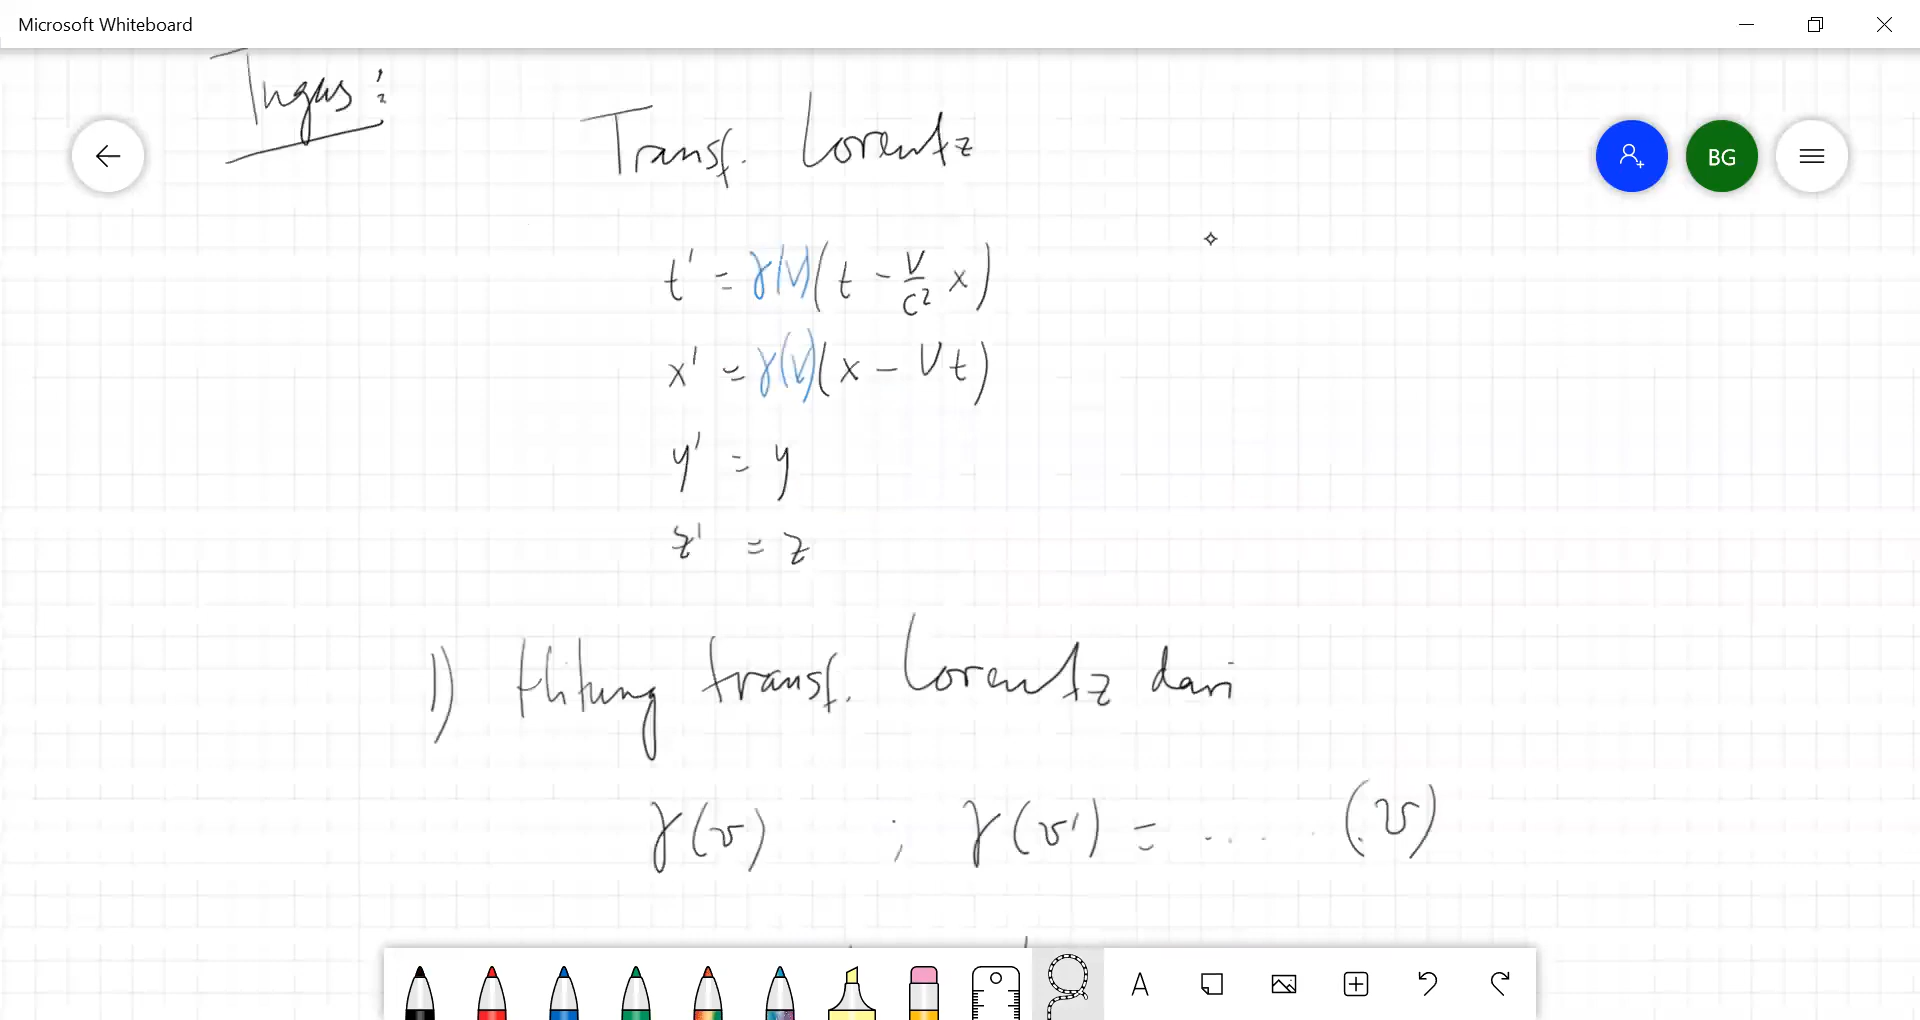 Microsoft Whiteboard
Tugas :
Transf. Lorentz
BG
t' = γ(V)(t - V/c² x)
x' = γ(V)(x - Vt)
y' = y
z' = z
1) Hitung transf. Lorentz dari
γ(v) ; γ(v') = ..... (v)
A